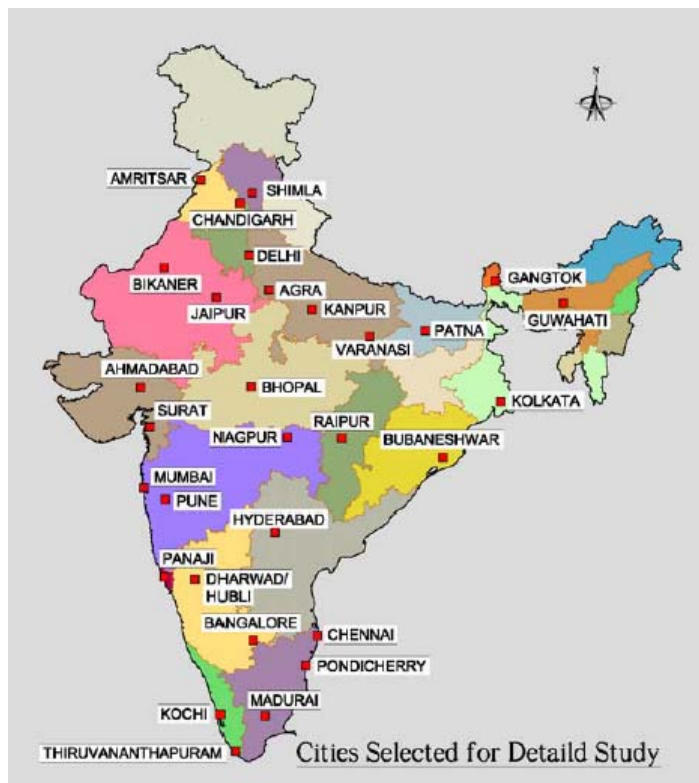 N
AMRITSAR
SHIMLA
CHANDIGARH
DELHI
BIKANER
AGRA
GANGTOK
JAIPUR
KANPUR
GUWAHATI
PATNA
VARANASI
AHMADABAD
BHOPAL
KOLKATA
SURAT
RAIPUR
NAGPUR
BUBANESHWAR
MUMBAI
PUNE
HYDERABAD
PANAJI
DHARWAD/
HUBLI
BANGALORE
CHENNAI
PONDICHERRY
KOCHI
MADURAI
THIRUVANANTHAPURAM
Cities Selected for Detaild Study